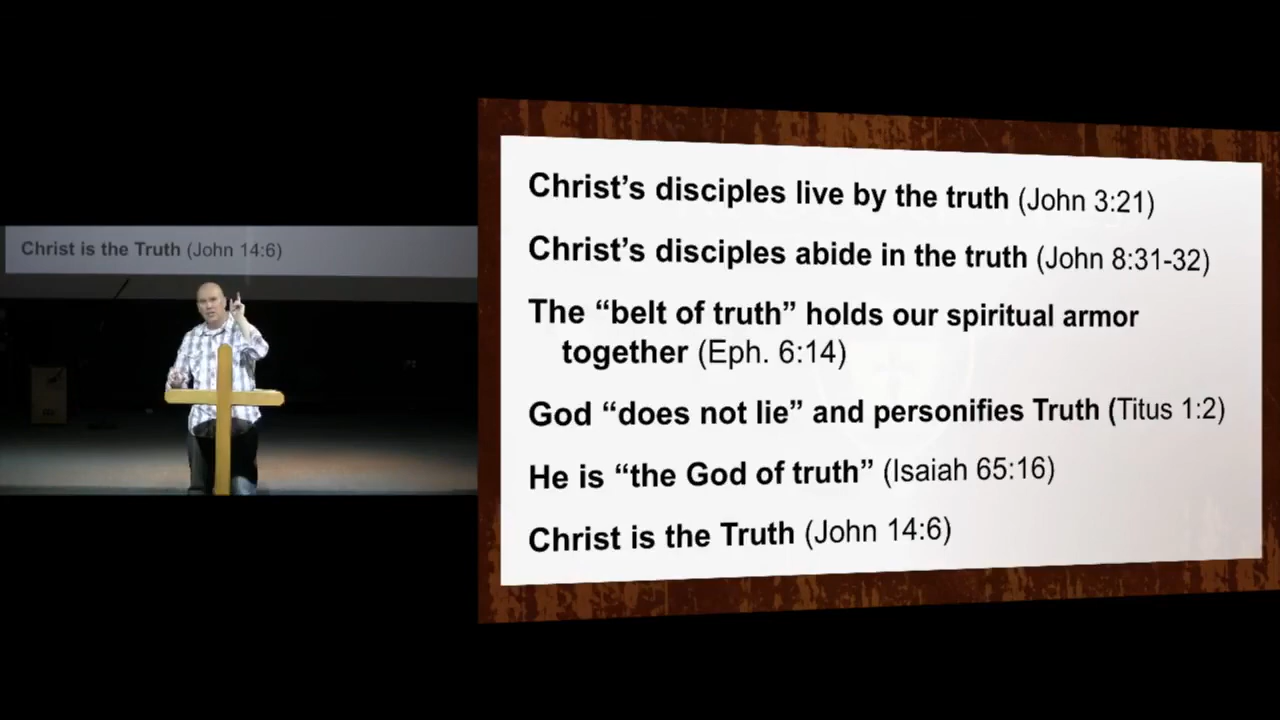 Christ is the Truth (John 14:6)
Christ’s disciples live by the truth (John 3:21)
Christ’s disciples abide in the truth (John 8:31-32)
The “belt of truth” holds our spiritual armor
together (Eph. 6:14)
God “does not lie” and personifies Truth (Titus 1:2)
He is “the God of truth” (Isaiah 65:16)
Christ is the Truth (John 14:6)